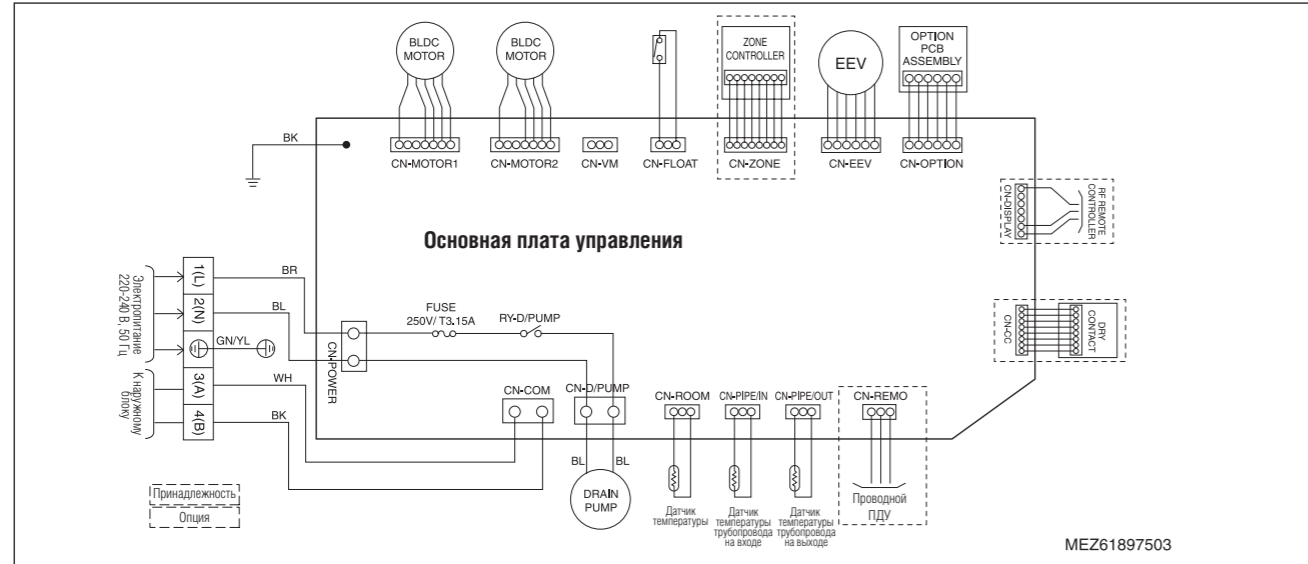 BLDC
MOTOR
BLDC
MOTOR
ZONE
CONTROLLER
EEV
OPTION
PCB
ASSEMBLY
BK
CN-MOTOR1
CN-MOTOR2
CN-VM
CN-FLOAT
CN-ZONE
CN-EEV
CN-OPTION
CN-DISPLAY
RF REMOTE
CONTROLLER
Основная плата управления
Электропитание
220-240 В, 50 Гц
1(L)
2(N)
3(A)
4(B)
BR
BL
GN/YL
WH
BK
К наружному
блоку
CN-POWER
FUSE
250V/ T3.15A
RY-D/PUMP
CN-CC
DRY
CONTACT
CN-COM
CN-D/PUMP
CN-ROOM
CN-PIPE/IN
CN-PIPE/OUT
CN-REMO
BL
BL
DRAIN
PUMP
Датчик
температуры
Датчик
температуры
трубопровода
на входе
Датчик
температуры
трубопровода
на выходе
Проводной
ПДУ
Принадлежность
Опция
MEZ61897503